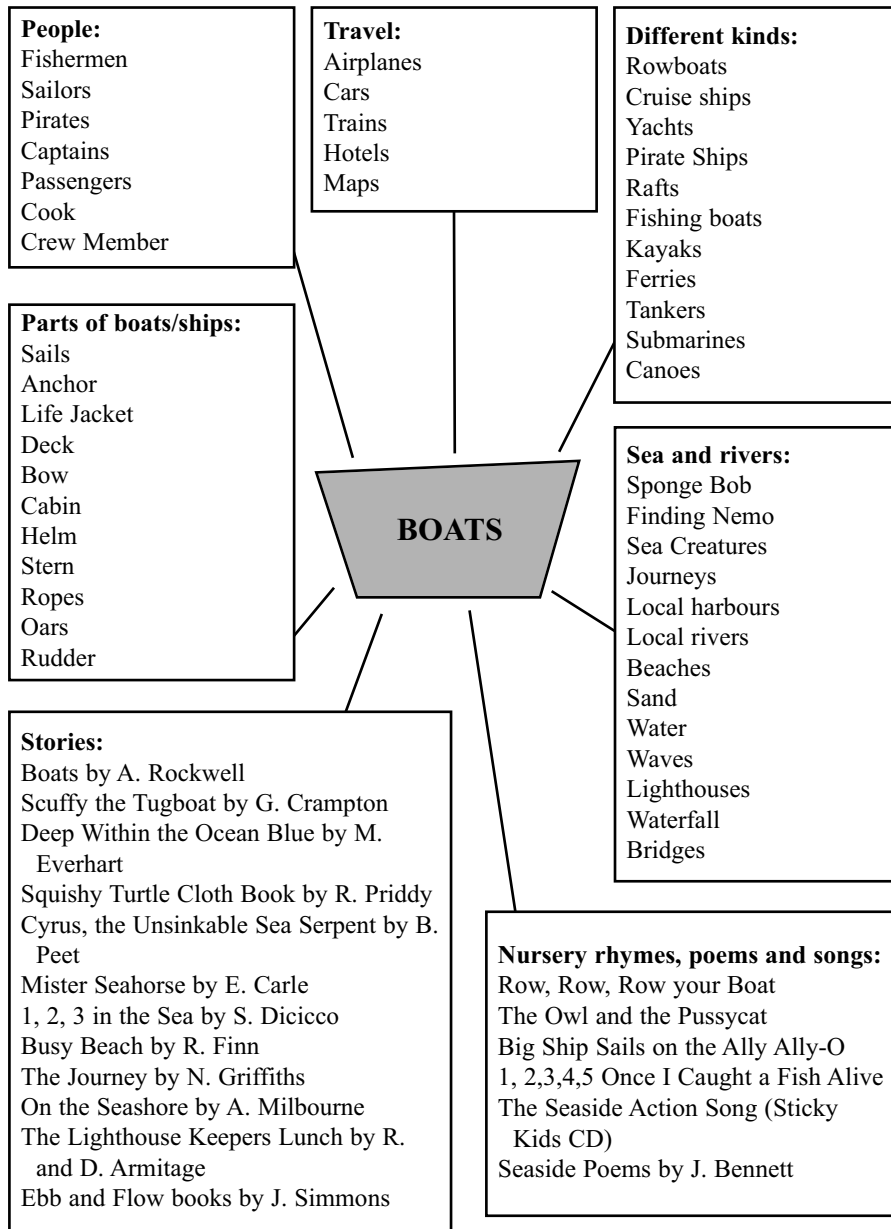 People:
Fishermen
Sailors
Pirates
Captains
Passengers
Cook
Crew Member
Travel:
Airplanes
Cars
Trains
Hotels
Maps
Different kinds:
Rowboats
Cruise ships
Yachts
Pirate Ships
Rafts
Fishing boats
Kayaks
Ferries
Tankers
Submarines
Canoes
Parts of boats/ships:
Sails
Anchor
Life Jacket
Deck
Bow
Cabin
Helm
Stern
Ropes
Oars
Rudder
BOATS
Sea and rivers:
Sponge Bob
Finding Nemo
Sea Creatures
Journeys
Local harbours
Local rivers
Beaches
Sand
Water
Waves
Lighthouses
Waterfall
Bridges
Stories:
Boats by A. Rockwell
Scuffy the Tugboat by G. Crampton
Deep Within the Ocean Blue by M.
Everhart
Squishy Turtle Cloth Book by R. Priddy
Cyrus, the Unsinkable Sea Serpent by B.
Peet
Mister Seahorse by E. Carle
1, 2, 3 in the Sea by S. Dicicco
Busy Beach by R. Finn
The Journey by N. Griffiths
On the Seashore by A. Milbourne
The Lighthouse Keepers Lunch by R.
and D. Armitage
Ebb and Flow books by J. Simmons
Nursery rhymes, poems and songs:
Row, Row, Row your Boat
The Owl and the Pussycat
Big Ship Sails on the Ally Ally-O
1, 2,3,4,5 Once I Caught a Fish Alive
The Seaside Action Song (Sticky
Kids CD)
Seaside Poems by J. Bennett